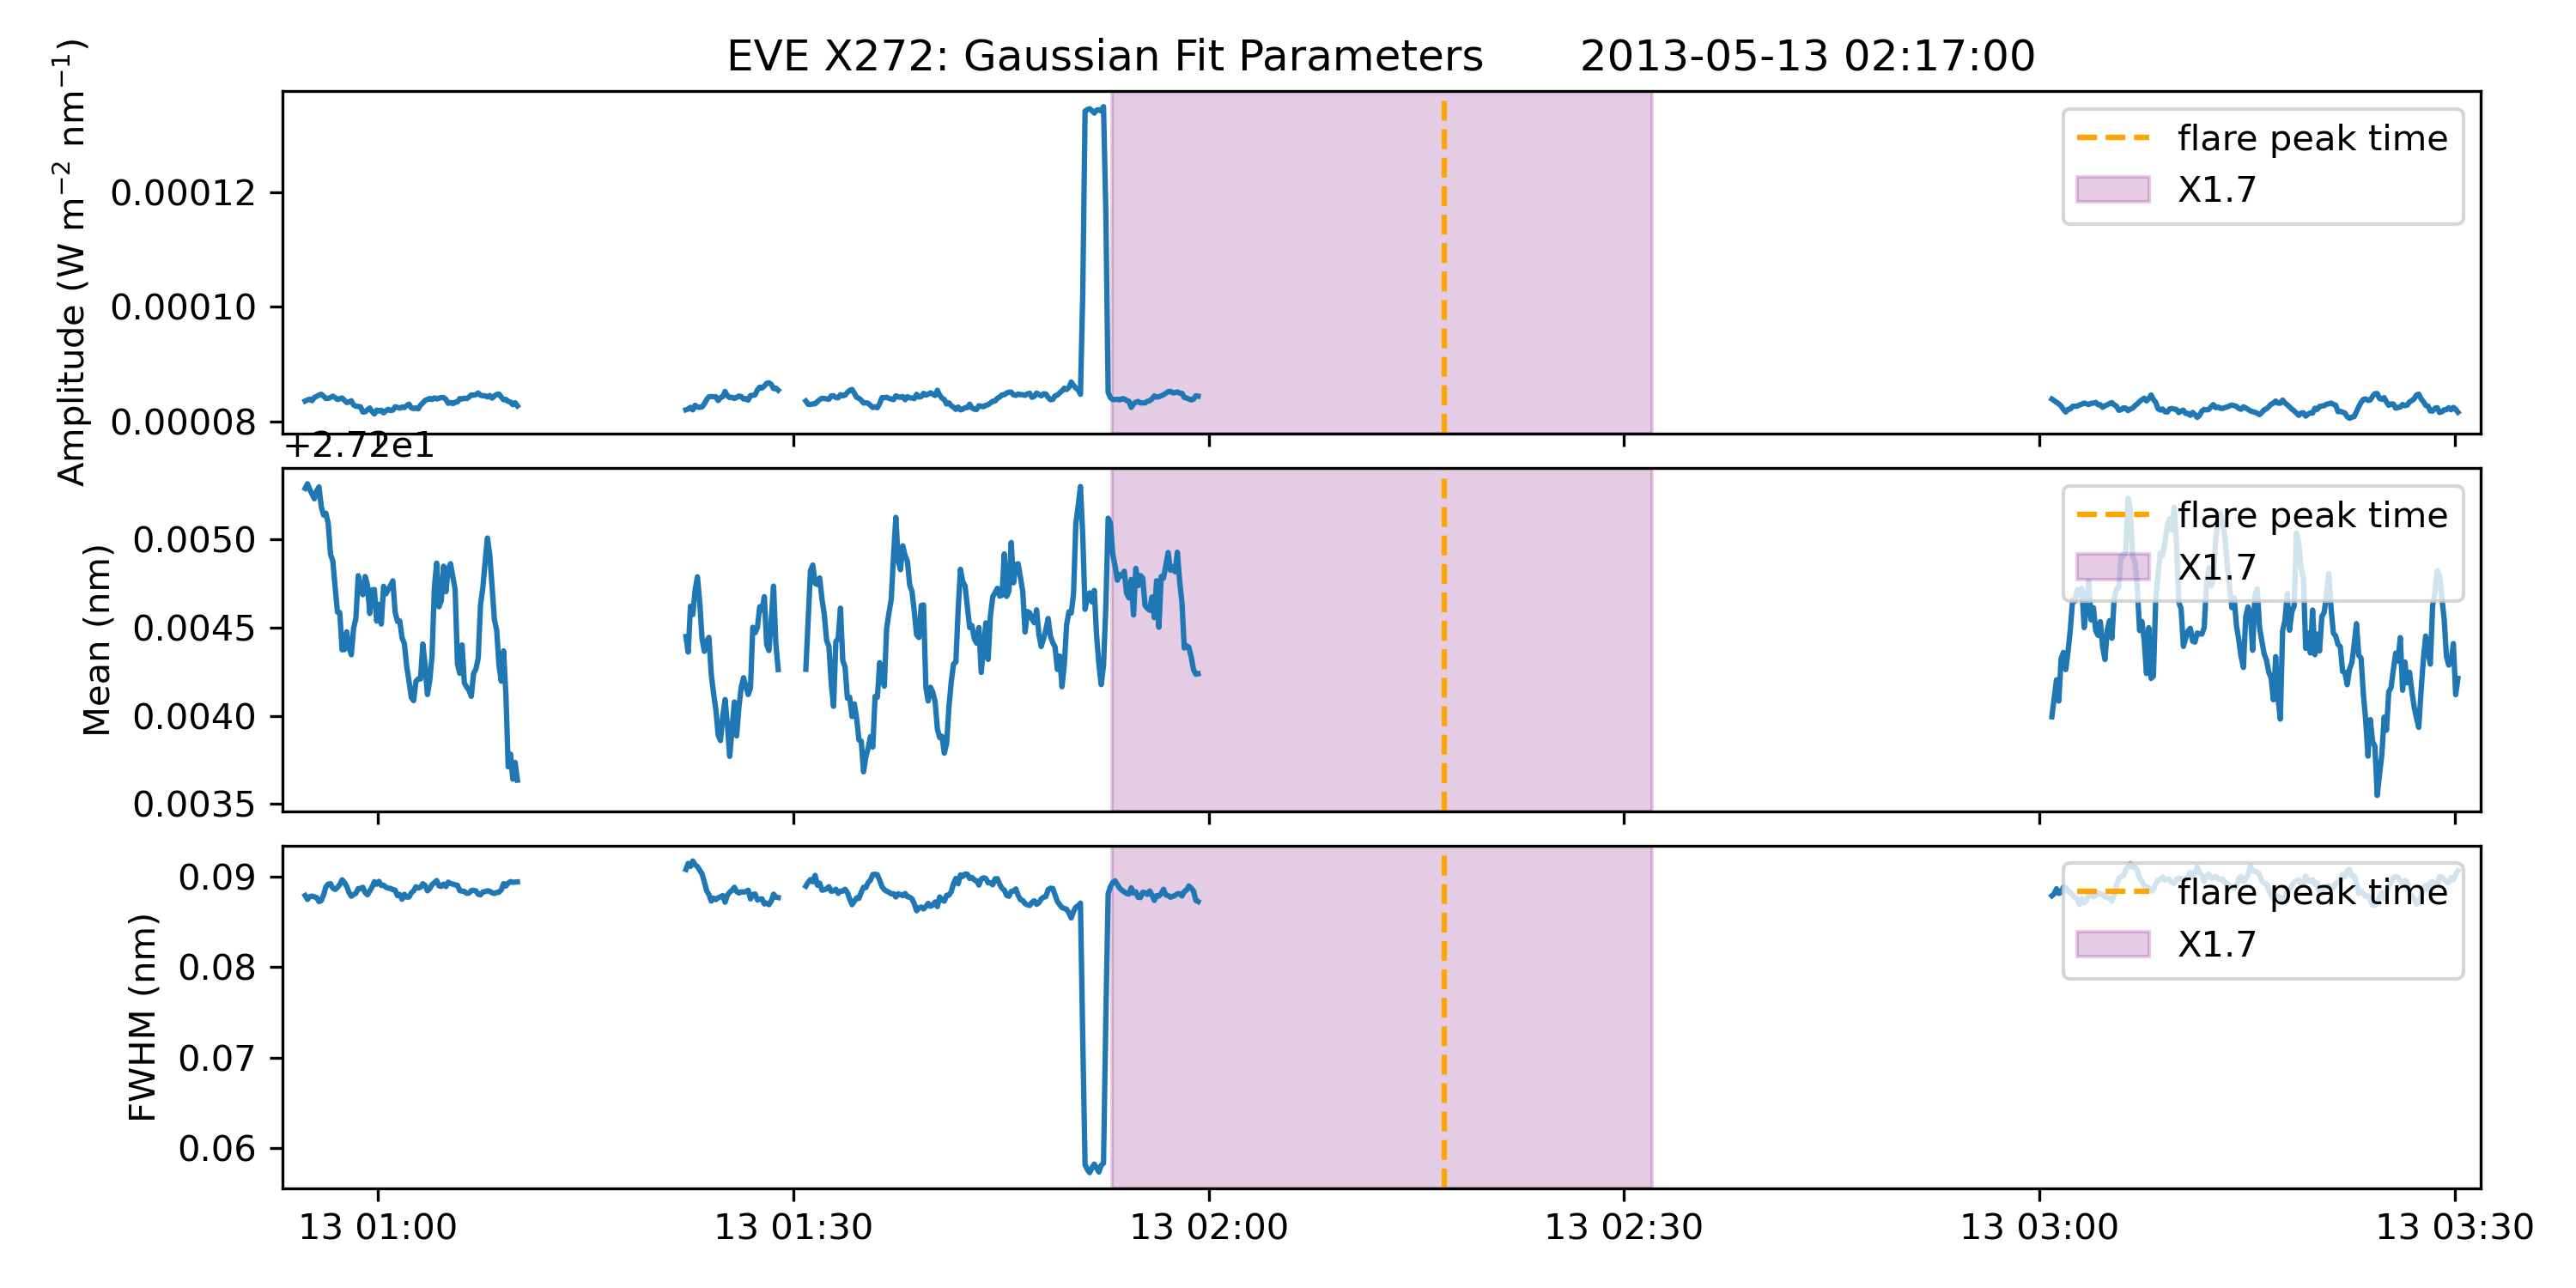 EVE X272: Gaussian Fit Parameters 2013-05-13 02:17:00
Amplitude (W m⁻² nm⁻¹)
0.00012
0.00010
0.00008
flare peak time
X1.7
+2.72e1
Mean (nm)
0.0050
0.0045
0.0040
0.0035
flare peak time
X1.7
FWHM (nm)
0.09
0.08
0.07
0.06
flare peak time
X1.7
13 01:00 13 01:30 13 02:00 13 02:30 13 03:00 13 03:30